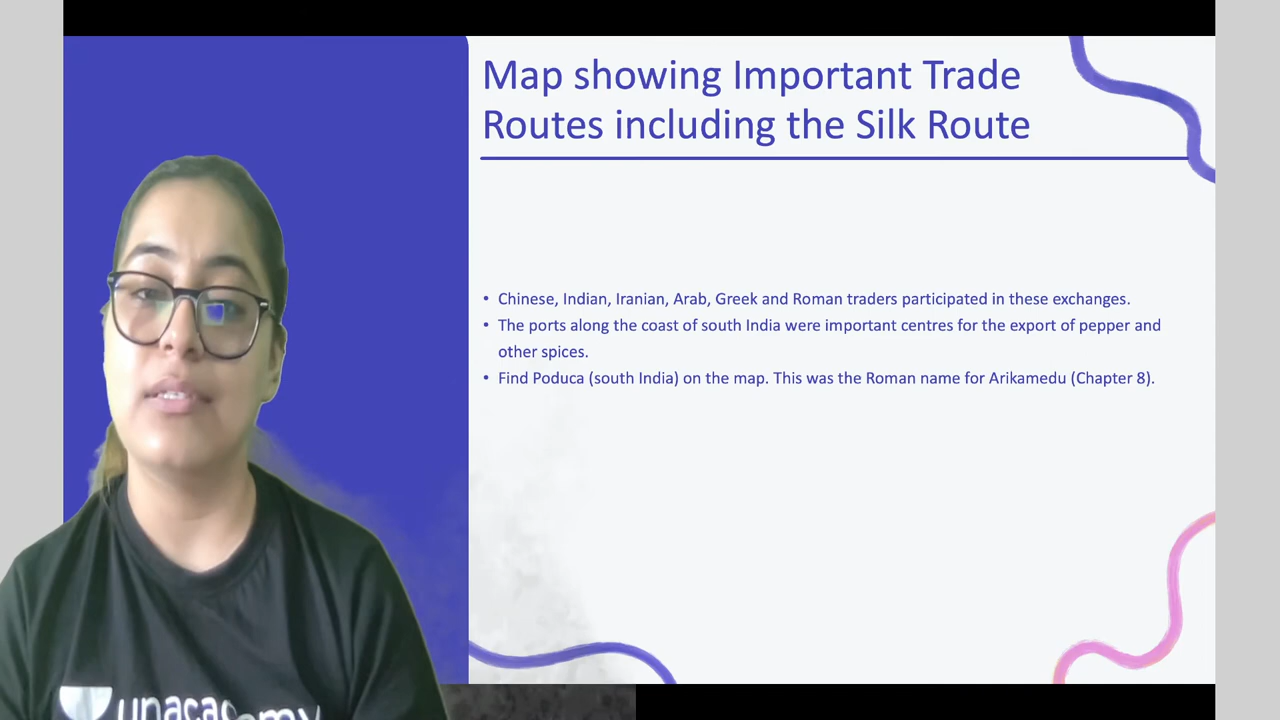 Map showing Important Trade
Routes including the Silk Route
• Chinese, Indian, Iranian, Arab, Greek and Roman traders participated in these exchanges.
• The ports along the coast of south India were important centres for the export of pepper and
other spices.
• Find Poduca (south India) on the map. This was the Roman name for Arikamedu (Chapter 8).
unacademy